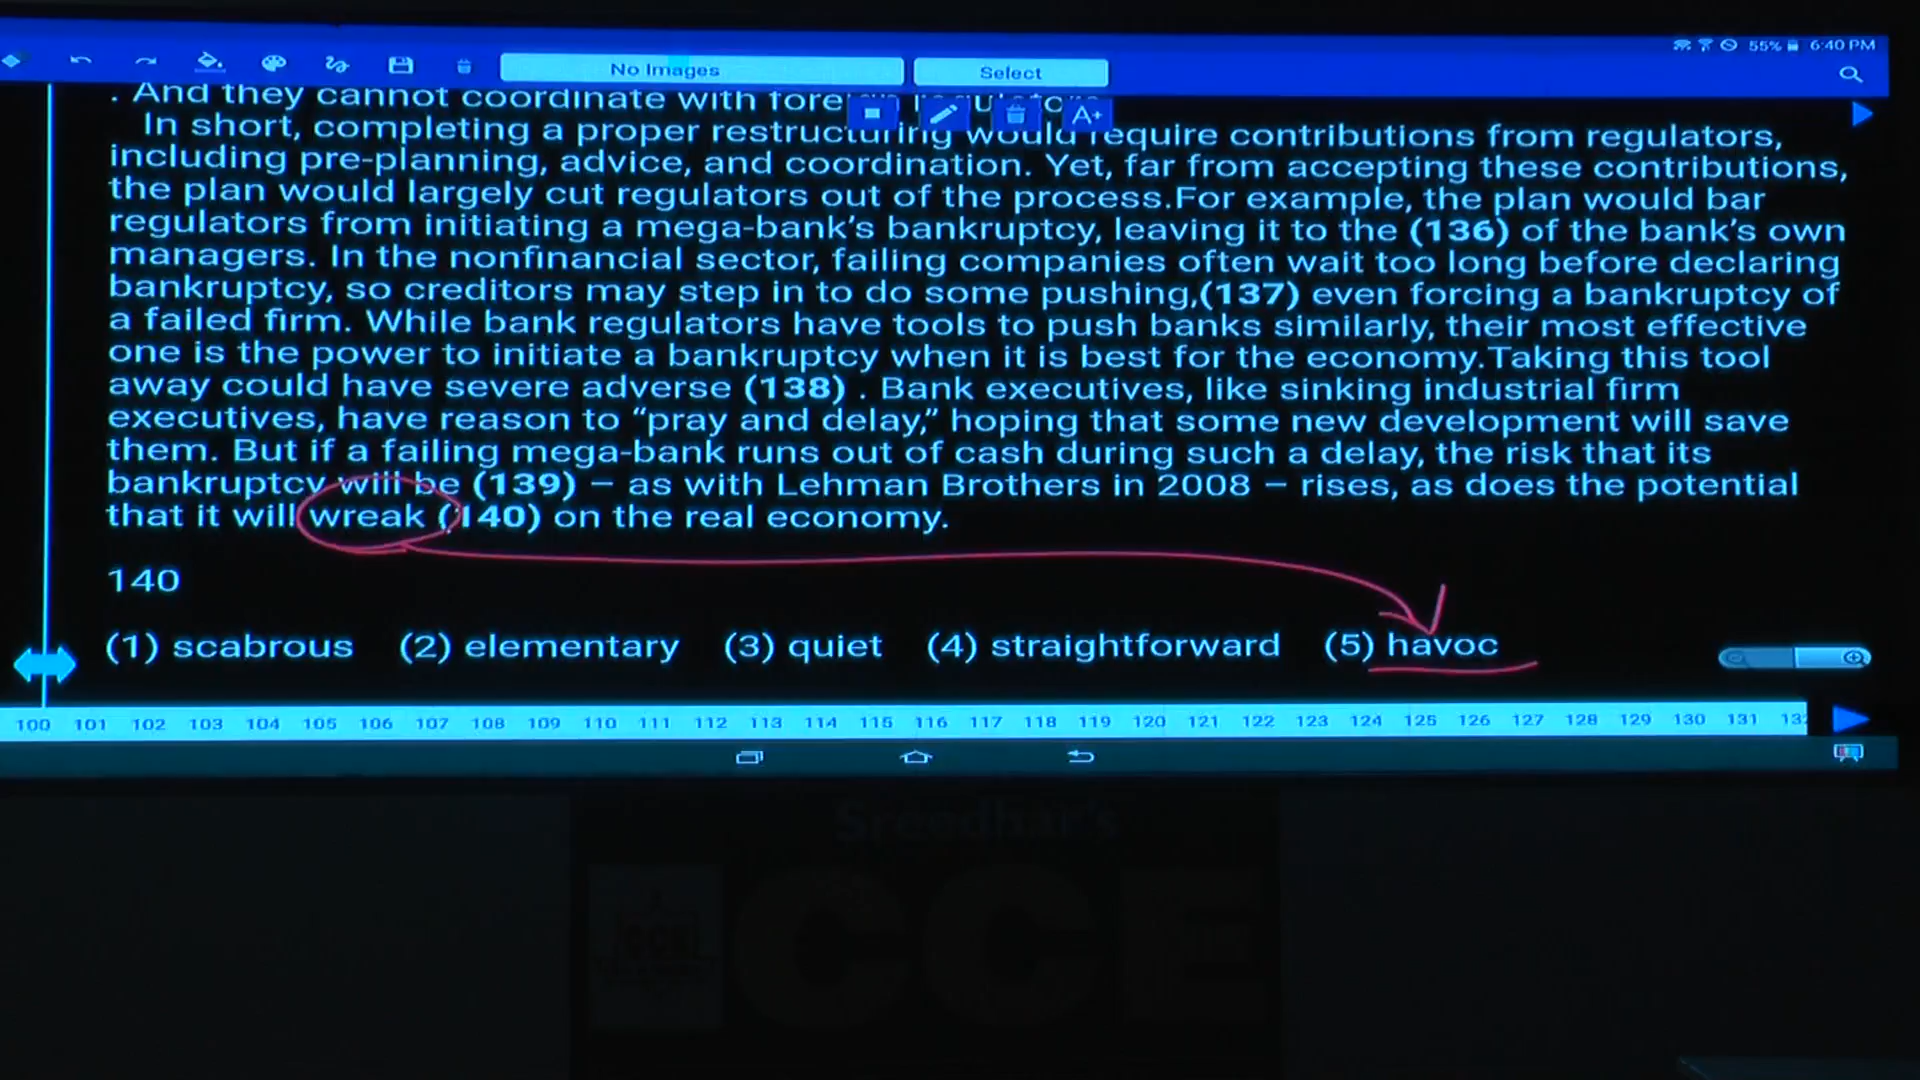 55% 6:40 PM
No Images Select
. And they cannot coordinate with
A+
In short, completing a proper restructuring would require contributions from regulators,
including pre-planning, advice, and coordination. Yet, far from accepting these contributions,
the plan would largely cut regulators out of the process.For example, the plan would bar
regulators from initiating a mega-bank's bankruptcy, leaving it to the (136) of the bank's own
managers. In the nonfinancial sector, failing companies often wait too long before declaring
bankruptcy, so creditors may step in to do some pushing,(137) even forcing a bankruptcy of
a failed firm. While bank regulators have tools to push banks similarly, their most effective
one is the power to initiate a bankruptcy when it is best for the economy.Taking this tool
away could have severe adverse (138) . Bank executives, like sinking industrial firm
executives, have reason to “pray and delay,” hoping that some new development will save
them. But if a failing mega-bank runs out of cash during such a delay, the risk that its
bankruptcy will be (139) – as with Lehman Brothers in 2008 – rises, as does the potential
that it will wreak (140) on the real economy.
140
(1) scabrous (2) elementary (3) quiet (4) straightforward (5) havoc
100 101 102 103 104 105 106 107 108 109 110 111 112 113 114 115 116 117 118 119 120 121 122 123 124 125 126 127 128 129 130 131
Sreedhar's
CCE